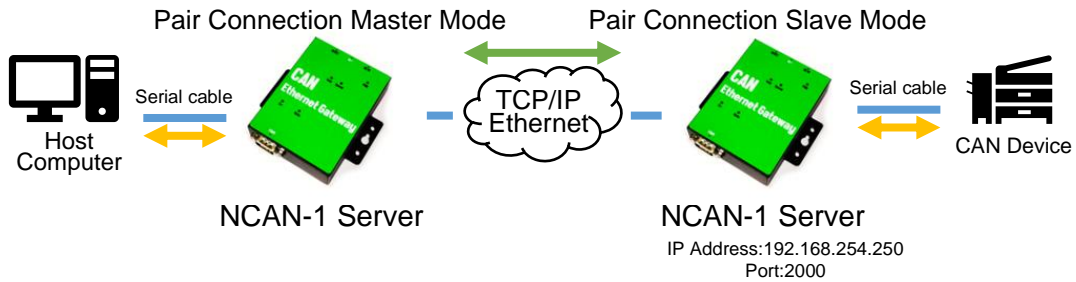 Pair Connection Master Mode
Pair Connection Slave Mode
Serial cable
Host
Computer
CAN
Ethernet Gateway
TCP/IP
Ethernet
CAN
Ethernet Gateway
Serial cable
CAN Device
NCAN-1 Server
NCAN-1 Server
IP Address:192.168.254.250
Port:2000